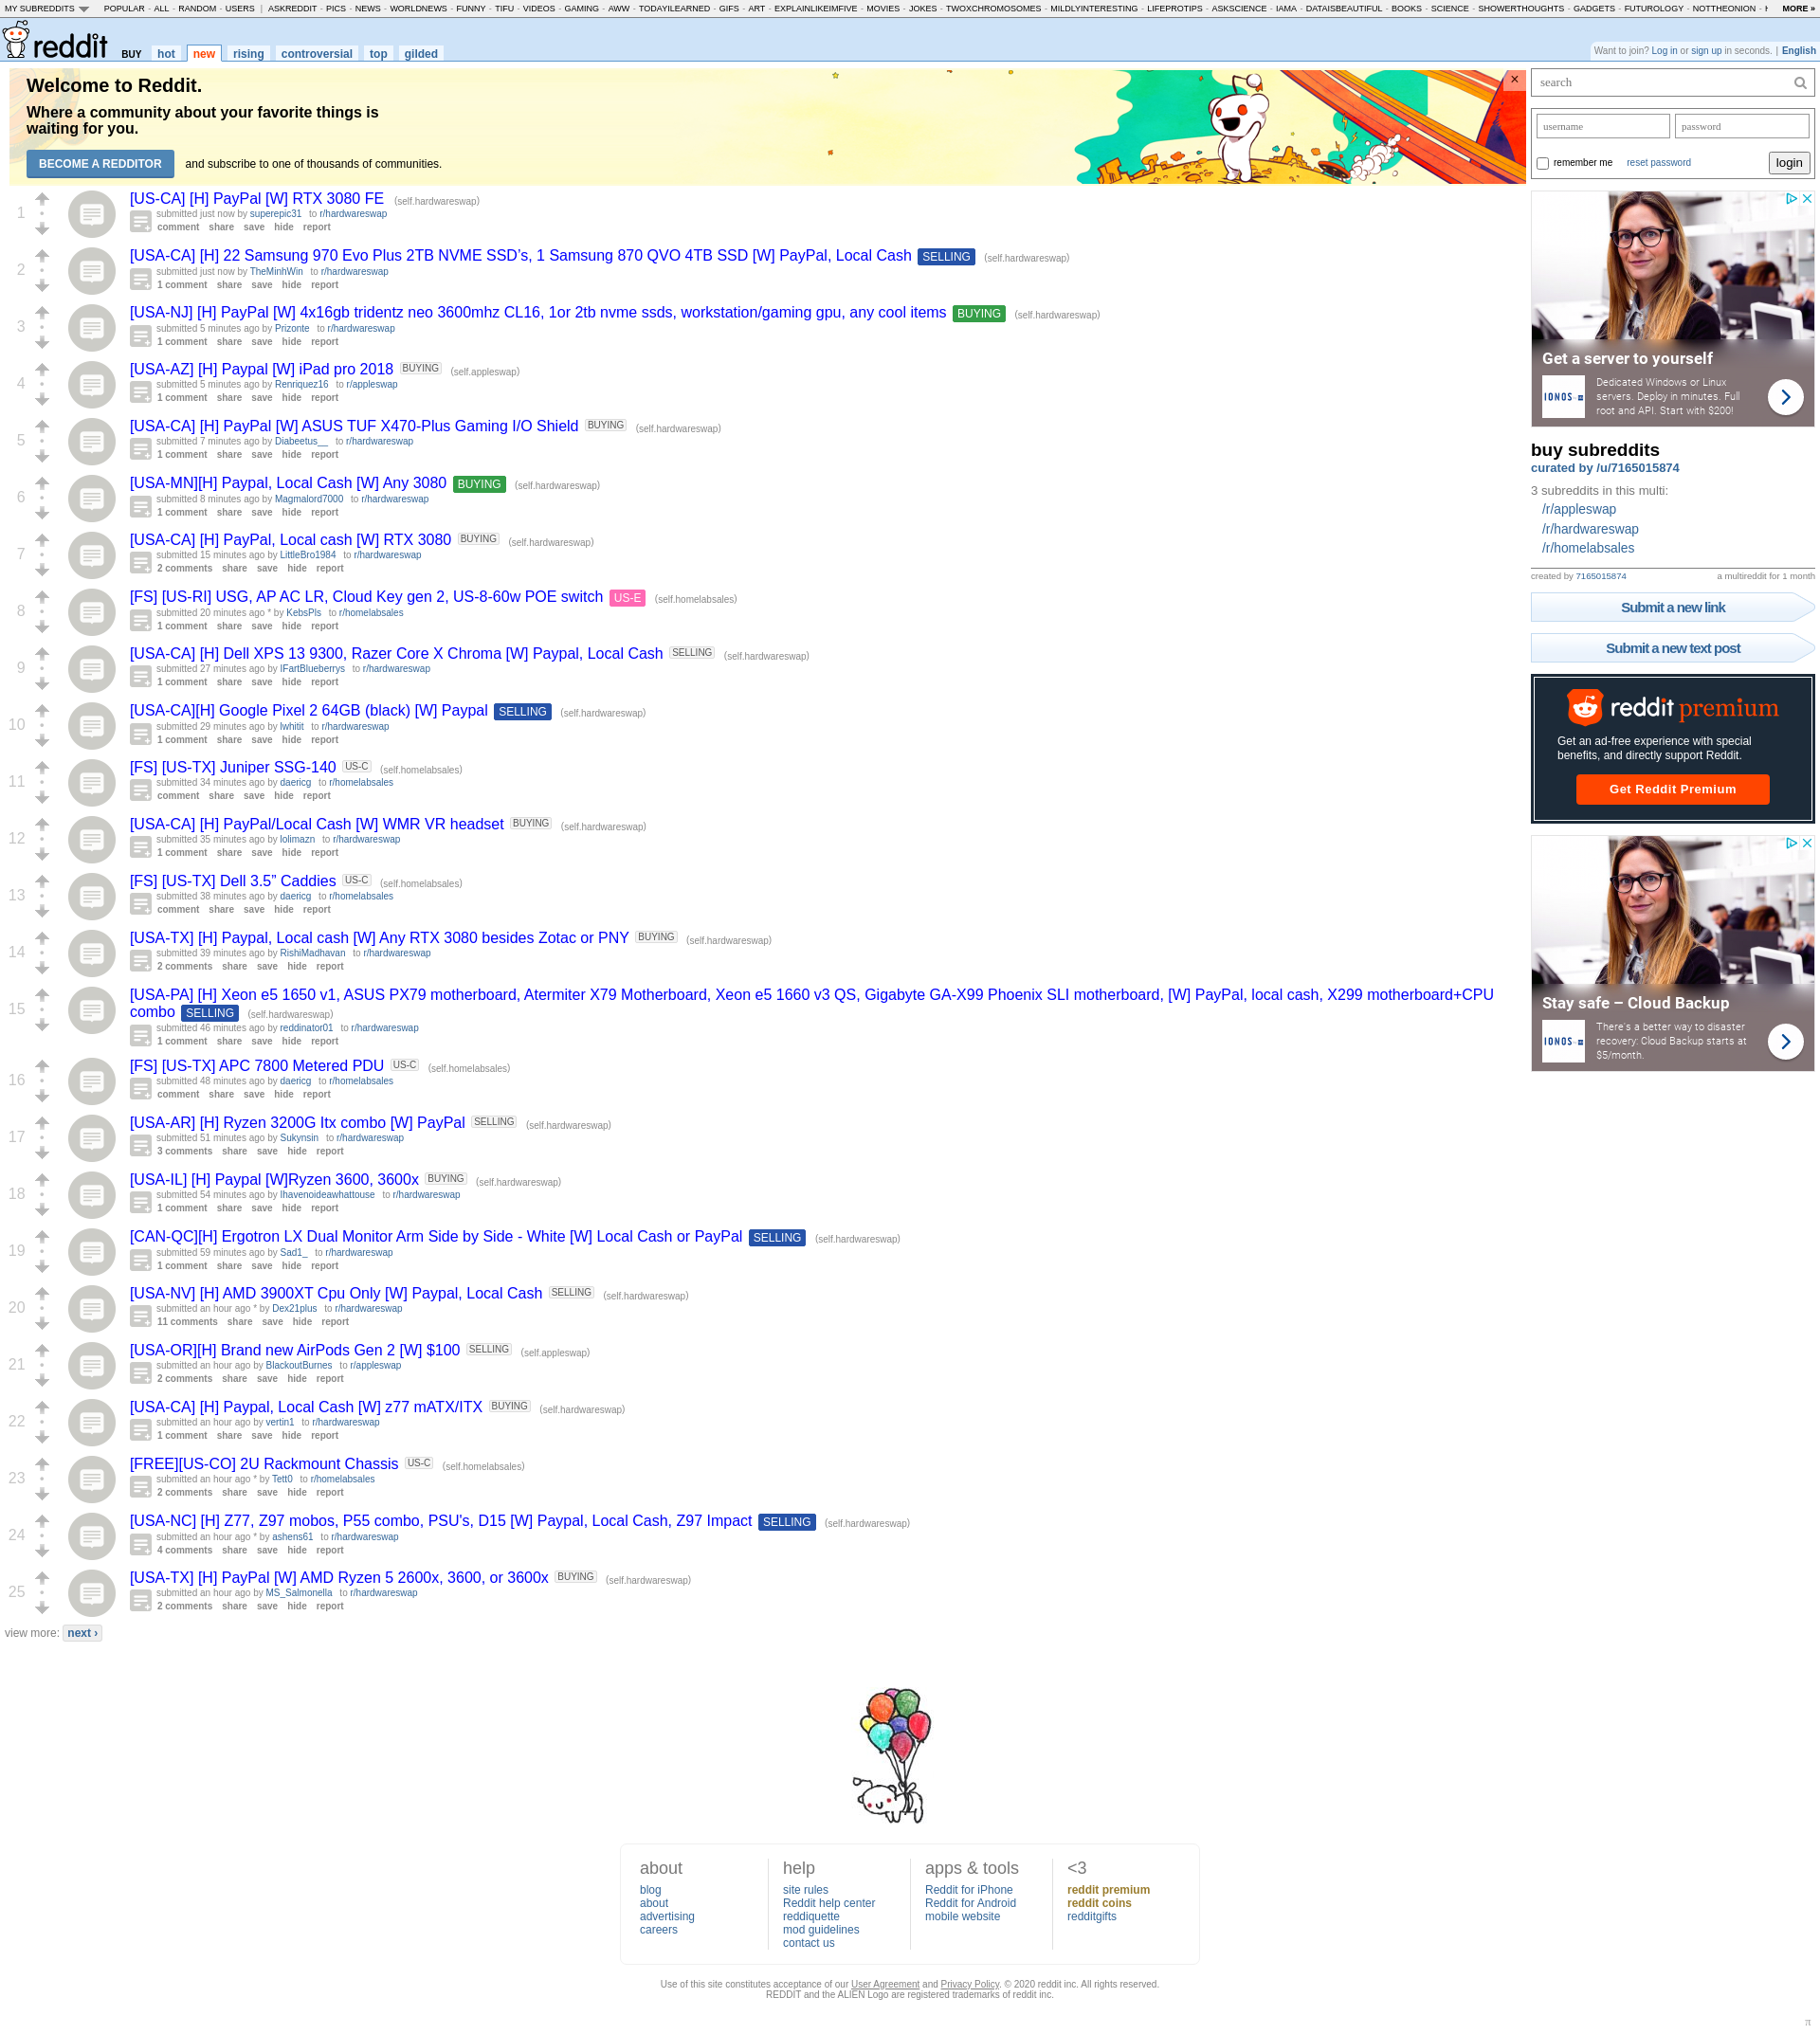 MY SUBREDDITS POPULAR - ALL - RANDOM - USERS | ASKREDDIT - PICS - NEWS - WORLDNEWS - FUNNY - TIFU - VIDEOS - GAMING - AWW - TODAYILEARNED - GIFS - ART - EXPLAINLIKEIMFIVE - MOVIES - JOKES - TWOXCHROMOSOMES - MILDLYINTERESTING - LIFEPROTIPS - ASKSCIENCE - IAMA - DATAISBEAUTIFUL - BOOKS - SCIENCE - SHOWERTHOUGHTS - GADGETS - FUTUROLOGY - NOTTHEONION - MORE »
reddit BUY hot new rising controversial top gilded
Want to join? Log in or sign up in seconds. | English
Welcome to Reddit.
Where a community about your favorite things is
waiting for you.
BECOME A REDDITOR and subscribe to one of thousands of communities.
1
[US-CA] [H] PayPal [W] RTX 3080 FE (self.hardwareswap)
submitted just now by superepic31 to r/hardwareswap
comment share save hide report
2
[USA-CA] [H] 22 Samsung 970 Evo Plus 2TB NVME SSD’s, 1 Samsung 870 QVO 4TB SSD [W] PayPal, Local Cash SELLING (self.hardwareswap)
submitted just now by TheMinhWin to r/hardwareswap
1 comment share save hide report
3
[USA-NJ] [H] PayPal [W] 4x16gb tridentz neo 3600mhz CL16, 1or 2tb nvme ssds, workstation/gaming gpu, any cool items BUYING (self.hardwareswap)
submitted 5 minutes ago by Prizonte to r/hardwareswap
1 comment share save hide report
4
[USA-AZ] [H] Paypal [W] iPad pro 2018 BUYING (self.appleswap)
submitted 5 minutes ago by Renriquez16 to r/appleswap
1 comment share save hide report
5
[USA-CA] [H] PayPal [W] ASUS TUF X470-Plus Gaming I/O Shield BUYING (self.hardwareswap)
submitted 7 minutes ago by Diabeetus__ to r/hardwareswap
1 comment share save hide report
6
[USA-MN][H] Paypal, Local Cash [W] Any 3080 BUYING (self.hardwareswap)
submitted 8 minutes ago by Magmalord7000 to r/hardwareswap
1 comment share save hide report
7
[USA-CA] [H] PayPal, Local cash [W] RTX 3080 BUYING (self.hardwareswap)
submitted 15 minutes ago by LittleBro1984 to r/hardwareswap
2 comments share save hide report
8
[FS] [US-RI] USG, AP AC LR, Cloud Key gen 2, US-8-60w POE switch US-E (self.homelabsales)
submitted 20 minutes ago * by KebsPls to r/homelabsales
1 comment share save hide report
9
[USA-CA] [H] Dell XPS 13 9300, Razer Core X Chroma [W] Paypal, Local Cash SELLING (self.hardwareswap)
submitted 27 minutes ago by IFartBlueberrys to r/hardwareswap
1 comment share save hide report
10
[USA-CA][H] Google Pixel 2 64GB (black) [W] Paypal SELLING (self.hardwareswap)
submitted 29 minutes ago by lwhitit to r/hardwareswap
1 comment share save hide report
11
[FS] [US-TX] Juniper SSG-140 US-C (self.homelabsales)
submitted 34 minutes ago by daericg to r/homelabsales
comment share save hide report
12
[USA-CA] [H] PayPal/Local Cash [W] WMR VR headset BUYING (self.hardwareswap)
submitted 35 minutes ago by lolimazn to r/hardwareswap
1 comment share save hide report
13
[FS] [US-TX] Dell 3.5” Caddies US-C (self.homelabsales)
submitted 38 minutes ago by daericg to r/homelabsales
comment share save hide report
14
[USA-TX] [H] Paypal, Local cash [W] Any RTX 3080 besides Zotac or PNY BUYING (self.hardwareswap)
submitted 39 minutes ago by RishiMadhavan to r/hardwareswap
2 comments share save hide report
15
[USA-PA] [H] Xeon e5 1650 v1, ASUS PX79 motherboard, Atermiter X79 Motherboard, Xeon e5 1660 v3 QS, Gigabyte GA-X99 Phoenix SLI motherboard, [W] PayPal, local cash, X299 motherboard+CPU
combo SELLING (self.hardwareswap)
submitted 46 minutes ago by reddinator01 to r/hardwareswap
1 comment share save hide report
16
[FS] [US-TX] APC 7800 Metered PDU US-C (self.homelabsales)
submitted 48 minutes ago by daericg to r/homelabsales
comment share save hide report
17
[USA-AR] [H] Ryzen 3200G Itx combo [W] PayPal SELLING (self.hardwareswap)
submitted 51 minutes ago by Sukynsin to r/hardwareswap
3 comments share save hide report
18
[USA-IL] [H] Paypal [W]Ryzen 3600, 3600x BUYING (self.hardwareswap)
submitted 54 minutes ago by Ihavenoideawhattouse to r/hardwareswap
1 comment share save hide report
19
[CAN-QC][H] Ergotron LX Dual Monitor Arm Side by Side - White [W] Local Cash or PayPal SELLING (self.hardwareswap)
submitted 59 minutes ago by Sad1_ to r/hardwareswap
1 comment share save hide report
20
[USA-NV] [H] AMD 3900XT Cpu Only [W] Paypal, Local Cash SELLING (self.hardwareswap)
submitted an hour ago * by Dex21plus to r/hardwareswap
11 comments share save hide report
21
[USA-OR][H] Brand new AirPods Gen 2 [W] $100 SELLING (self.appleswap)
submitted an hour ago by BlackoutBurnes to r/appleswap
2 comments share save hide report
22
[USA-CA] [H] Paypal, Local Cash [W] z77 mATX/ITX BUYING (self.hardwareswap)
submitted an hour ago by vertin1 to r/hardwareswap
1 comment share save hide report
23
[FREE][US-CO] 2U Rackmount Chassis US-C (self.homelabsales)
submitted an hour ago * by Tett0 to r/homelabsales
2 comments share save hide report
24
[USA-NC] [H] Z77, Z97 mobos, P55 combo, PSU's, D15 [W] Paypal, Local Cash, Z97 Impact SELLING (self.hardwareswap)
submitted an hour ago * by ashens61 to r/hardwareswap
4 comments share save hide report
25
[USA-TX] [H] PayPal [W] AMD Ryzen 5 2600x, 3600, or 3600x BUYING (self.hardwareswap)
submitted an hour ago by MS_Salmonella to r/hardwareswap
2 comments share save hide report
view more: next ›
search
username password
remember me reset password login
Get a server to yourself
IONOS
Dedicated Windows or Linux
servers. Deploy in minutes. Full
root and API. Start with $200!
buy subreddits
curated by /u/7165015874
3 subreddits in this multi:
/r/appleswap
/r/hardwareswap
/r/homelabsales
created by 7165015874 a multireddit for 1 month
Submit a new link
Submit a new text post
reddit premium
Get an ad-free experience with special
benefits, and directly support Reddit.
Get Reddit Premium
Stay safe – Cloud Backup
IONOS
There's a better way to disaster
recovery: Cloud Backup starts at
$5/month.
about
blog
about
advertising
careers
help
site rules
Reddit help center
reddiquette
mod guidelines
contact us
apps & tools
Reddit for iPhone
Reddit for Android
mobile website
<3
reddit premium
reddit coins
redditgifts
Use of this site constitutes acceptance of our User Agreement and Privacy Policy. © 2020 reddit inc. All rights reserved.
REDDIT and the ALIEN Logo are registered trademarks of reddit inc.
π